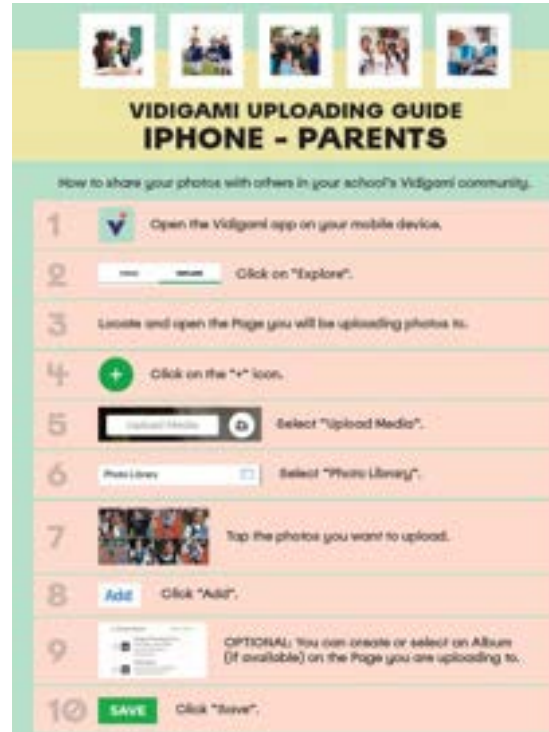 VIDIGAMI UPLOADING GUIDE
IPHONE - PARENTS
How to share your photos with others in your school's Vidigami community.
1 Open the Vidigami app on your mobile device.
2 Click on "Explore".
3 Locate and open the Page you will be uploading photos to.
4 + Click on the "+" icon.
5 Upload Media Select "Upload Media".
6 Photo Library Select "Photo Library".
7 Tap the photos you want to upload.
8 Add Click "Add".
9 OPTIONAL: You can create or select an Album
(if available) on the Page you are uploading to.
10 SAVE Click "Save".